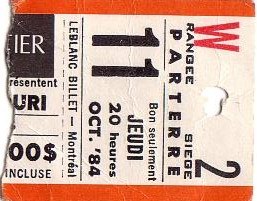 TIER
présentent
URI
00$
INCLUSE
LEBLANC BILLET — Montréal
OCT. '84
20 heures
JEUDI
11
Bon seulement
PARTERRE
RANGEE
W
SIEGE
2